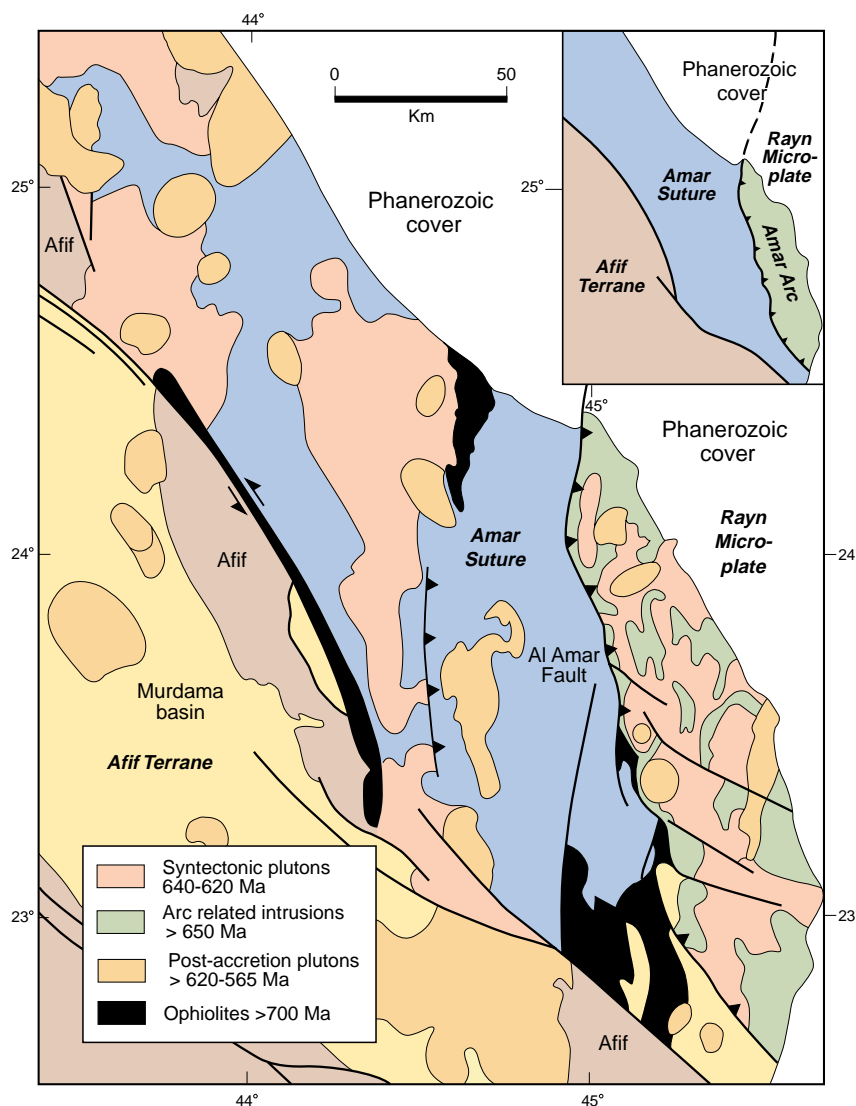 44°
0
50
Km
Phanerozoic
cover
Rayn
Micro-
plate
Amar
Suture
25°
Afif
Terrane
Amar Arc
25°
Phanerozoic
cover
Afif
45°
Phanerozoic
cover
Rayn
Micro-
plate
Amar
Suture
24°
24
Afif
Al Amar
Fault
Murdama
basin
Afif Terrane
Syntectonic plutons
640-620 Ma
Arc related intrusions
> 650 Ma
Post-accretion plutons
> 620-565 Ma
Ophiolites >700 Ma
23°
23
Afif
44°
45°